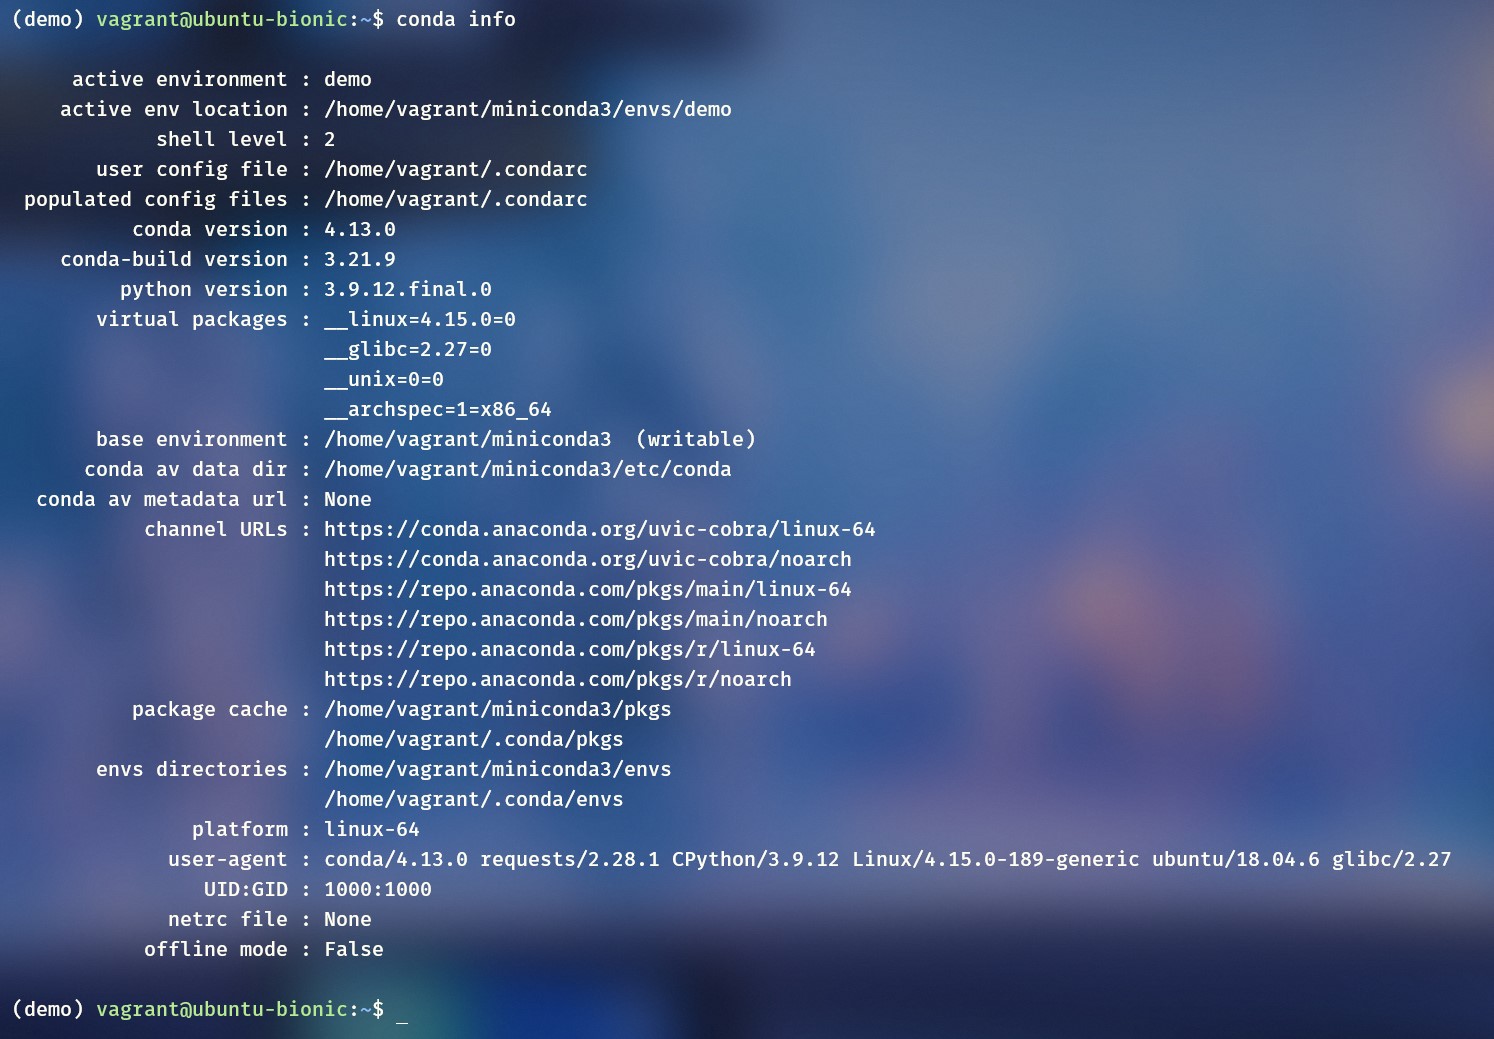 (demo) vagrant@ubuntu-bionic:~$ conda info
active environment : demo
active env location : /home/vagrant/miniconda3/envs/demo
shell level : 2
user config file : /home/vagrant/.condarc
populated config files : /home/vagrant/.condarc
conda version : 4.13.0
conda-build version : 3.21.9
python version : 3.9.12.final.0
virtual packages : __linux=4.15.0=0
__glibc=2.27=0
__unix=0=0
__archspec=1=x86_64
base environment : /home/vagrant/miniconda3  (writable)
conda av data dir : /home/vagrant/miniconda3/etc/conda
conda av metadata url : None
channel URLs : https://conda.anaconda.org/uvic-cobra/linux-64
https://conda.anaconda.org/uvic-cobra/noarch
https://repo.anaconda.com/pkgs/main/linux-64
https://repo.anaconda.com/pkgs/main/noarch
https://repo.anaconda.com/pkgs/r/linux-64
https://repo.anaconda.com/pkgs/r/noarch
package cache : /home/vagrant/miniconda3/pkgs
/home/vagrant/.conda/pkgs
envs directories : /home/vagrant/miniconda3/envs
/home/vagrant/.conda/envs
platform : linux-64
user-agent : conda/4.13.0 requests/2.28.1 CPython/3.9.12 Linux/4.15.0-189-generic ubuntu/18.04.6 glibc/2.27
UID:GID : 1000:1000
netrc file : None
offline mode : False
(demo) vagrant@ubuntu-bionic:~$ _